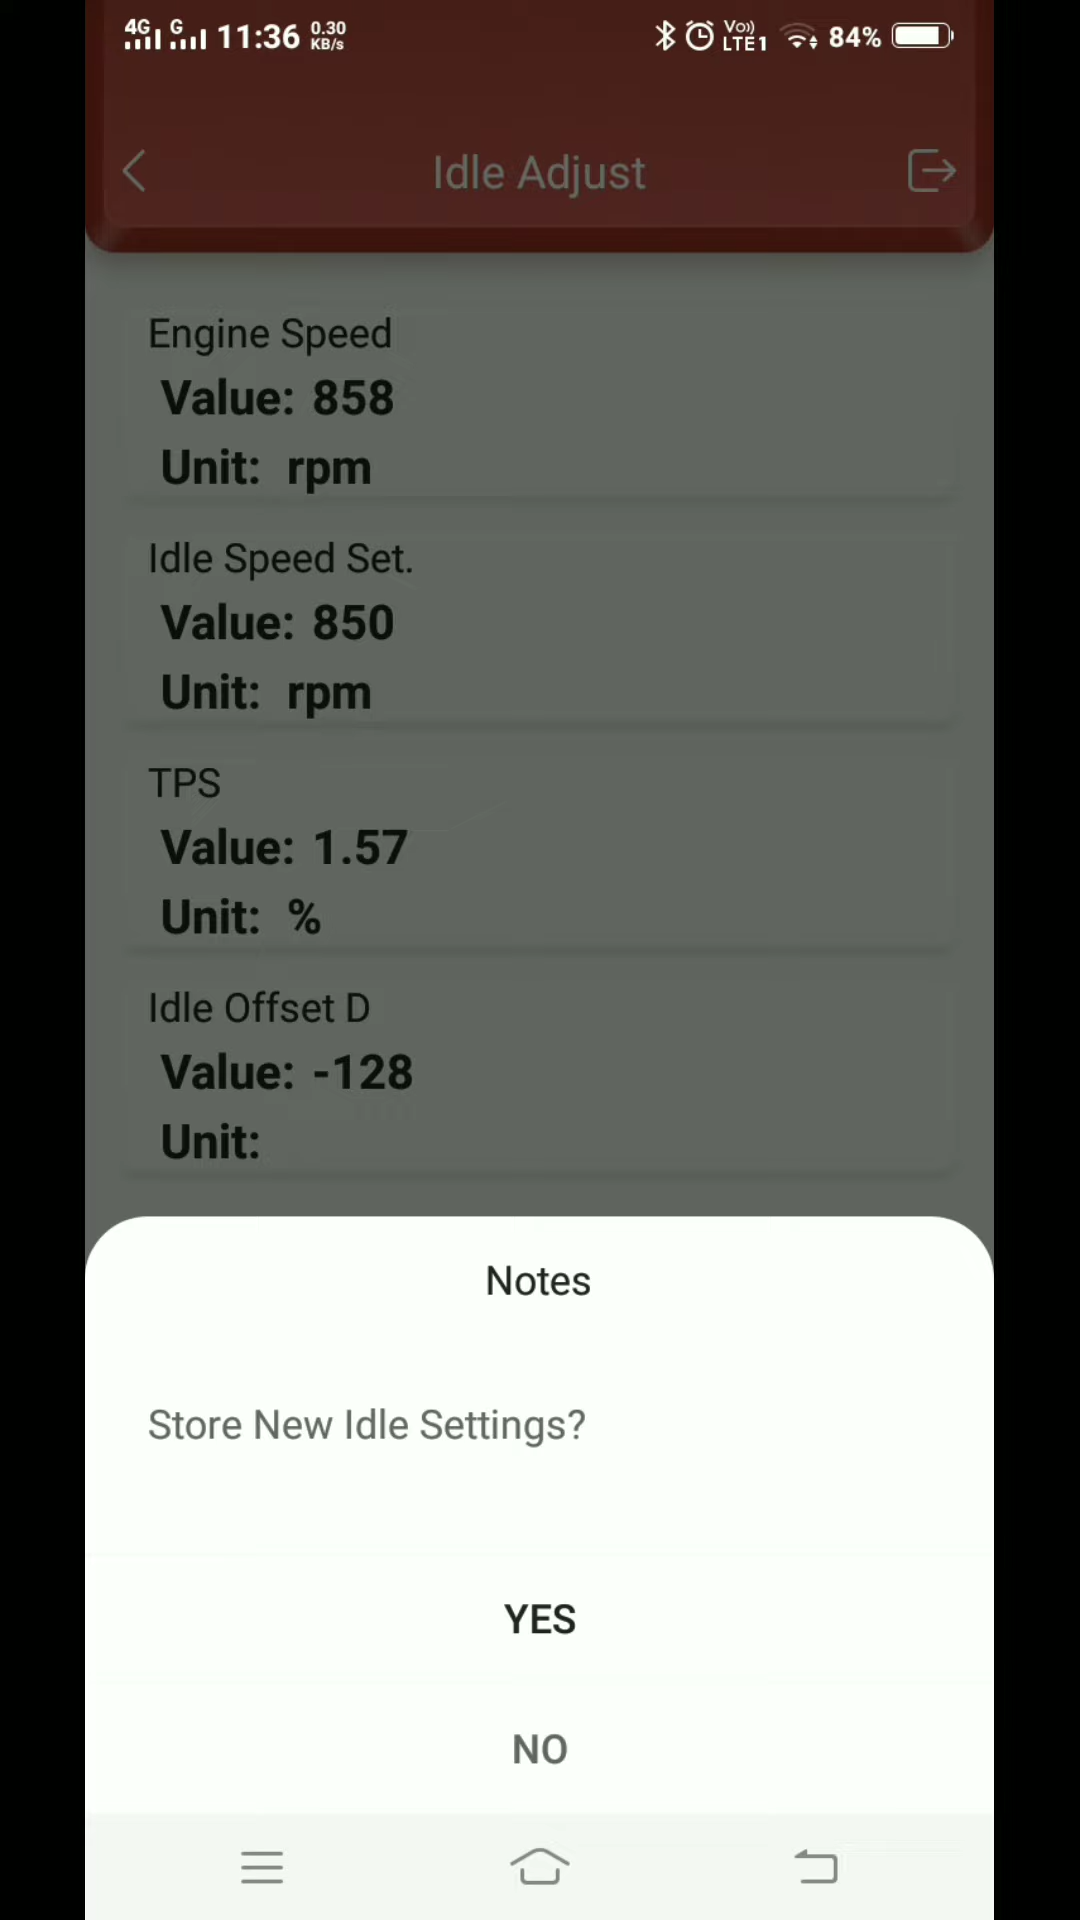 4G G 11:36 0.30 KB/s Vo)) LTE1 84%
Idle Adjust
Engine Speed
Value: 858
Unit: rpm
Idle Speed Set.
Value: 850
Unit: rpm
TPS
Value: 1.57
Unit: %
Idle Offset D
Value: -128
Unit:
Notes
Store New Idle Settings?
YES
NO